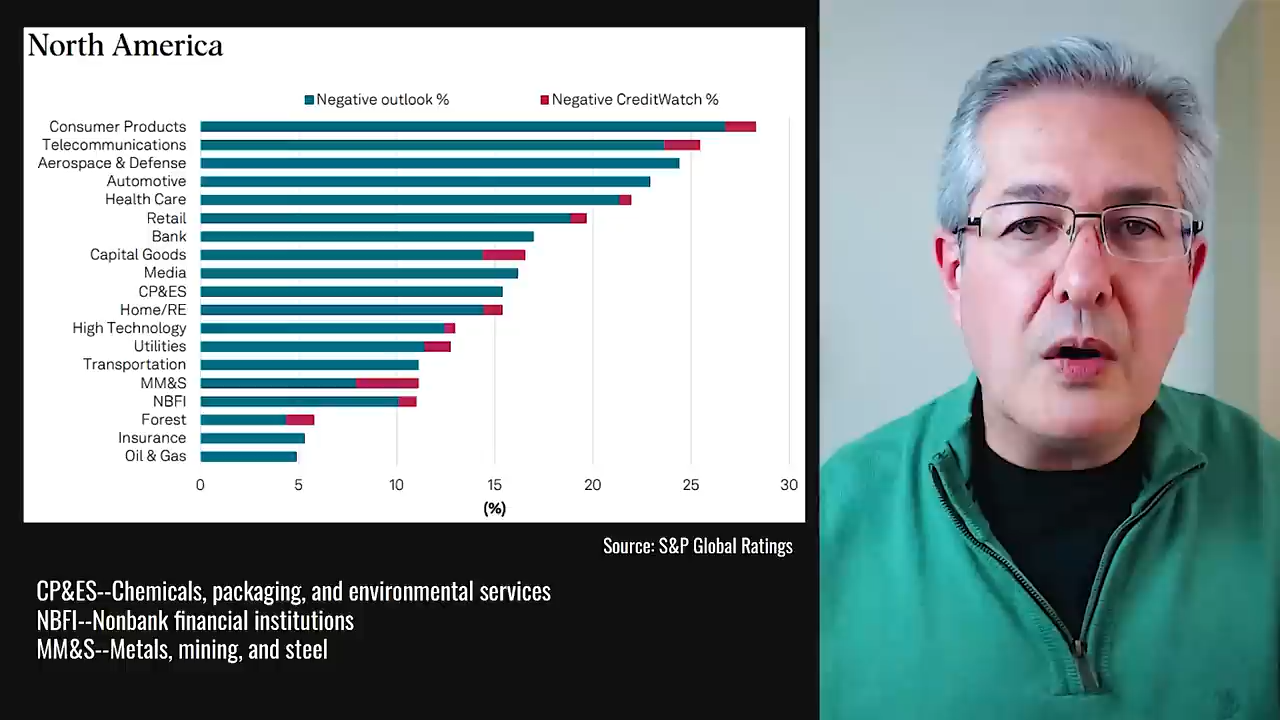 North America
Negative outlook %
Negative CreditWatch %
Consumer Products
Telecommunications
Aerospace & Defense
Automotive
Health Care
Retail
Bank
Capital Goods
Media
CP&ES
Home/RE
High Technology
Utilities
Transportation
MM&S
NBFI
Forest
Insurance
Oil & Gas
0 5 10 15 20 25 30
(%)
Source: S&P Global Ratings
CP&ES--Chemicals, packaging, and environmental services
NBFI--Nonbank financial institutions
MM&S--Metals, mining, and steel